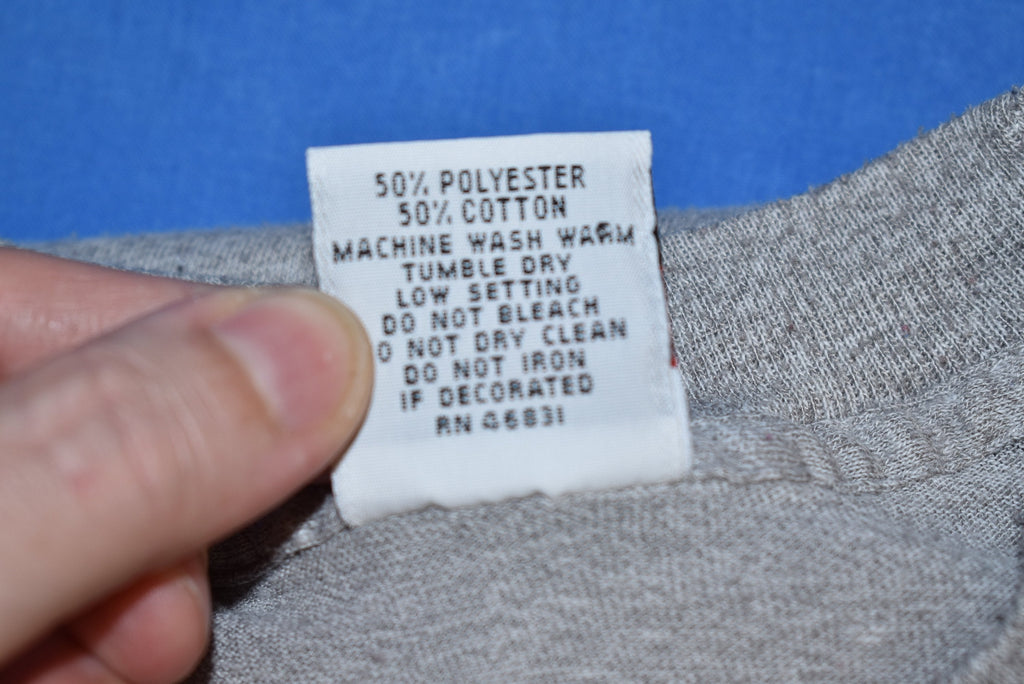 50% POLYESTER
50% COTTON
MACHINE WASH WARM
TUMBLE DRY
LOW SETTING
DO NOT BLEACH
O NOT DRY CLEAN
DO NOT IRON
IF DECORATED
RN 46831